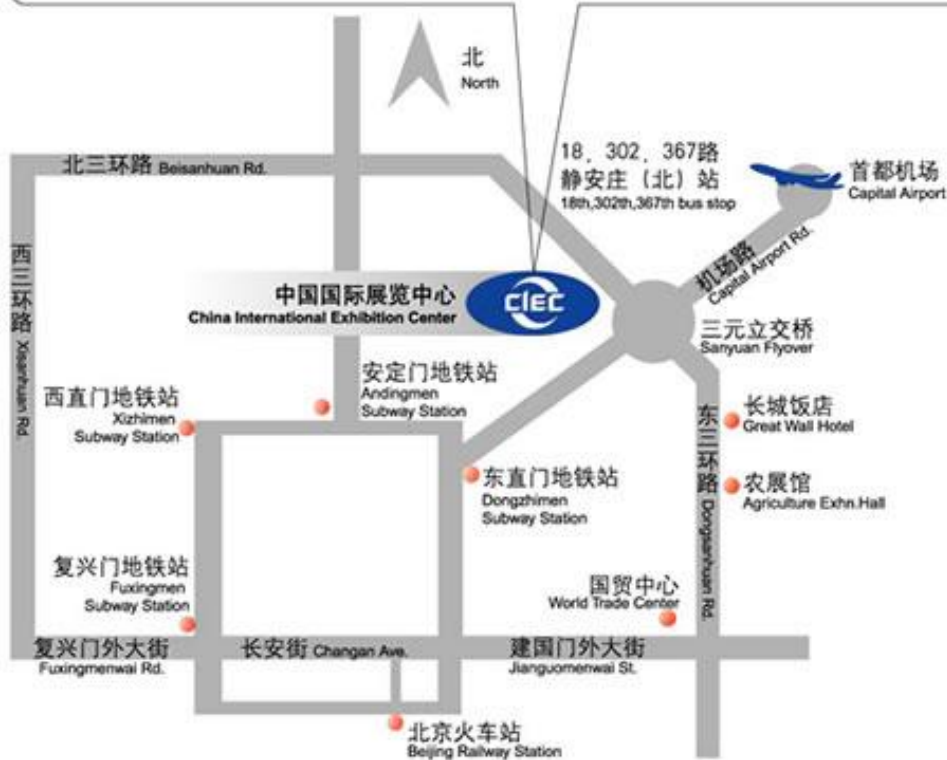 北
North
18, 302, 367路
静安庄（北）站
18th,302th,367th bus stop
首都机场
Capital Airport
北三环路 Beisanhuan Rd.
机场路
Capital Airport Rd.
西三环路 Xisanhuan Rd.
中国国际展览中心
China International Exhibition Center
CIEC
三元立交桥
Sanyuan Flyover
安定门地铁站
Andingmen
Subway Station
西直门地铁站
Xizhimen
Subway Station
长城饭店
Great Wall Hotel
东三环路 Dongsanhuan Rd.
东直门地铁站
Dongzhimen
Subway Station
农展馆
Agriculture Exhn.Hall
复兴门地铁站
Fuxingmen
Subway Station
国贸中心
World Trade Center
复兴门外大街
Fuxingmenwai Rd.
长安街 Changan Ave.
建国门外大街
Jianguomenwai St.
北京火车站
Beijing Railway Station